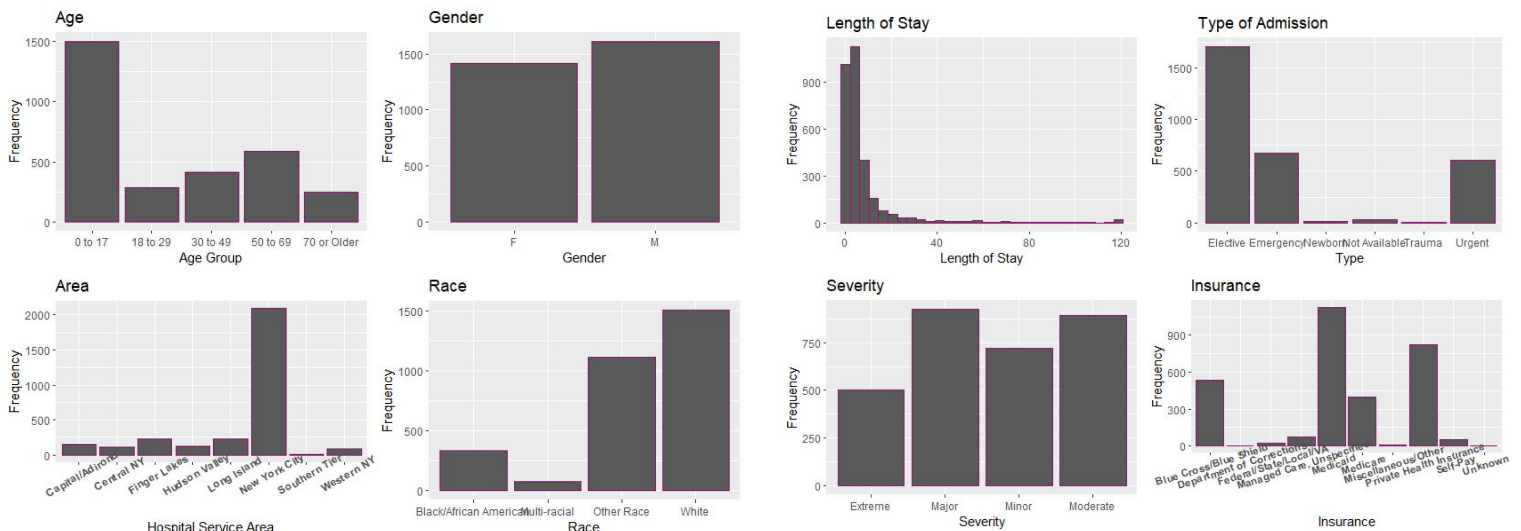 Age
Frequency
1500
1000
500
0
0 to 17
18 to 29
30 to 49
50 to 69
70 or Older
Age Group
Gender
Frequency
1500
1000
500
0
F
M
Gender
Length of Stay
Frequency
900
600
300
0
0
40
80
120
Length of Stay
Type of Admission
Frequency
1500
1000
500
0
Elective
Emergency
Newborn
Not Available
Trauma
Urgent
Type
Area
Frequency
2000
1500
1000
500
0
Capital/Adirond
Central NY
Finger Lakes
Hudson Valley
Long Island
New York City
Southern Tier
Western NY
Hospital Service Area
Race
Frequency
1500
1000
500
0
Black/African American
Multi-racial
Other Race
White
Race
Severity
Frequency
750
500
250
0
Extreme
Major
Minor
Moderate
Severity
Insurance
Frequency
900
600
300
0
Blue Cross/Blue Shield
Department of Corrections
Federal/State/Local/VA
Managed Care, Unspecified
Medicaid
Medicare
Miscellaneous/Other
Private Health Insurance
Self-Pay
Unknown
Insurance